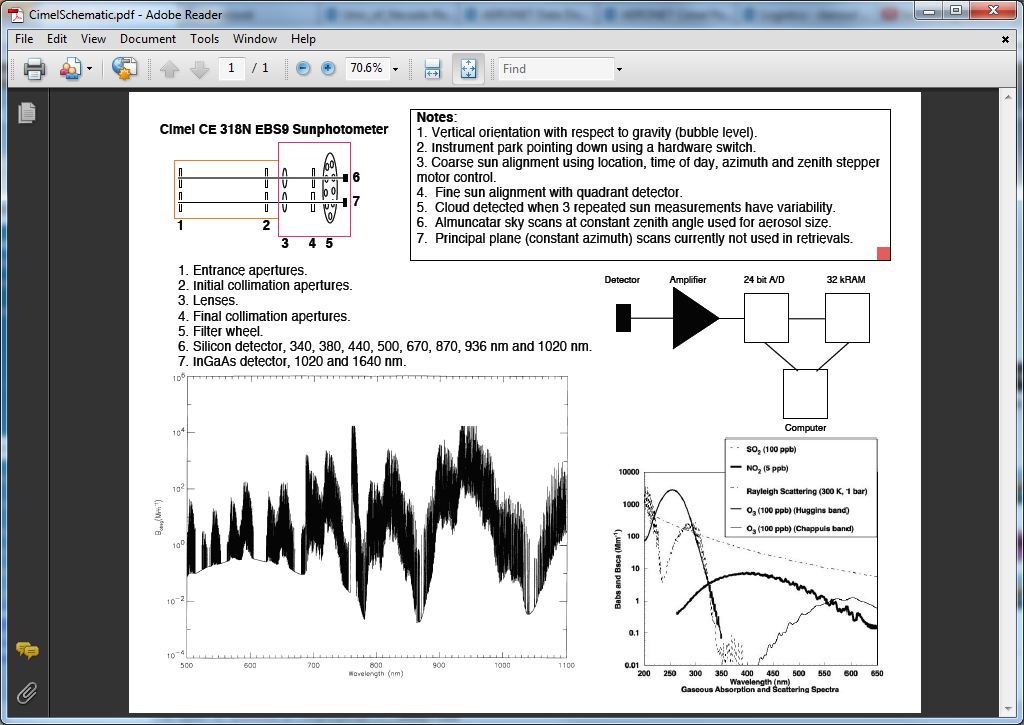 CimelSchematic.pdf - Adobe Reader
File Edit View Document Tools Window Help
1 / 1 70.6% Find
Cimel CE 318N EBS9 Sunphotometer
6
7
1 2
3 4 5
1. Entrance apertures.
2. Initial collimation apertures.
3. Lenses.
4. Final collimation apertures.
5. Filter wheel.
6. Silicon detector, 340, 380, 440, 500, 670, 870, 936 nm and 1020 nm.
7. InGaAs detector, 1020 and 1640 nm.
Notes:
1. Vertical orientation with respect to gravity (bubble level).
2. Instrument park pointing down using a hardware switch.
3. Coarse sun alignment using location, time of day, azimuth and zenith stepper
motor control.
4. Fine sun alignment with quadrant detector.
5. Cloud detected when 3 repeated sun measurements have variability.
6. Almuncatar sky scans at constant zenith angle used for aerosol size.
7. Principal plane (constant azimuth) scans currently not used in retrievals.
Detector Amplifier 24 bit A/D 32 kRAM
Computer
10⁶
10⁴
10²
10⁰
10⁻²
10⁻⁴
500 600 700 800 900 1000 1100
Wavelength (nm)
SO₂ (100 ppb)
NO₂ (5 ppb)
Rayleigh Scattering (300 K, 1 bar)
O₃ (100 ppb) (Huggins band)
O₃ (100 ppb) (Chappuis band)
Babs and Bsca (Mm⁻¹)
10000
1000
100
10
1
0.1
0.01
200 250 300 350 400 450 500 550 600 650
Wavelength (nm)
Gaseous Absorption and Scattering Spectra